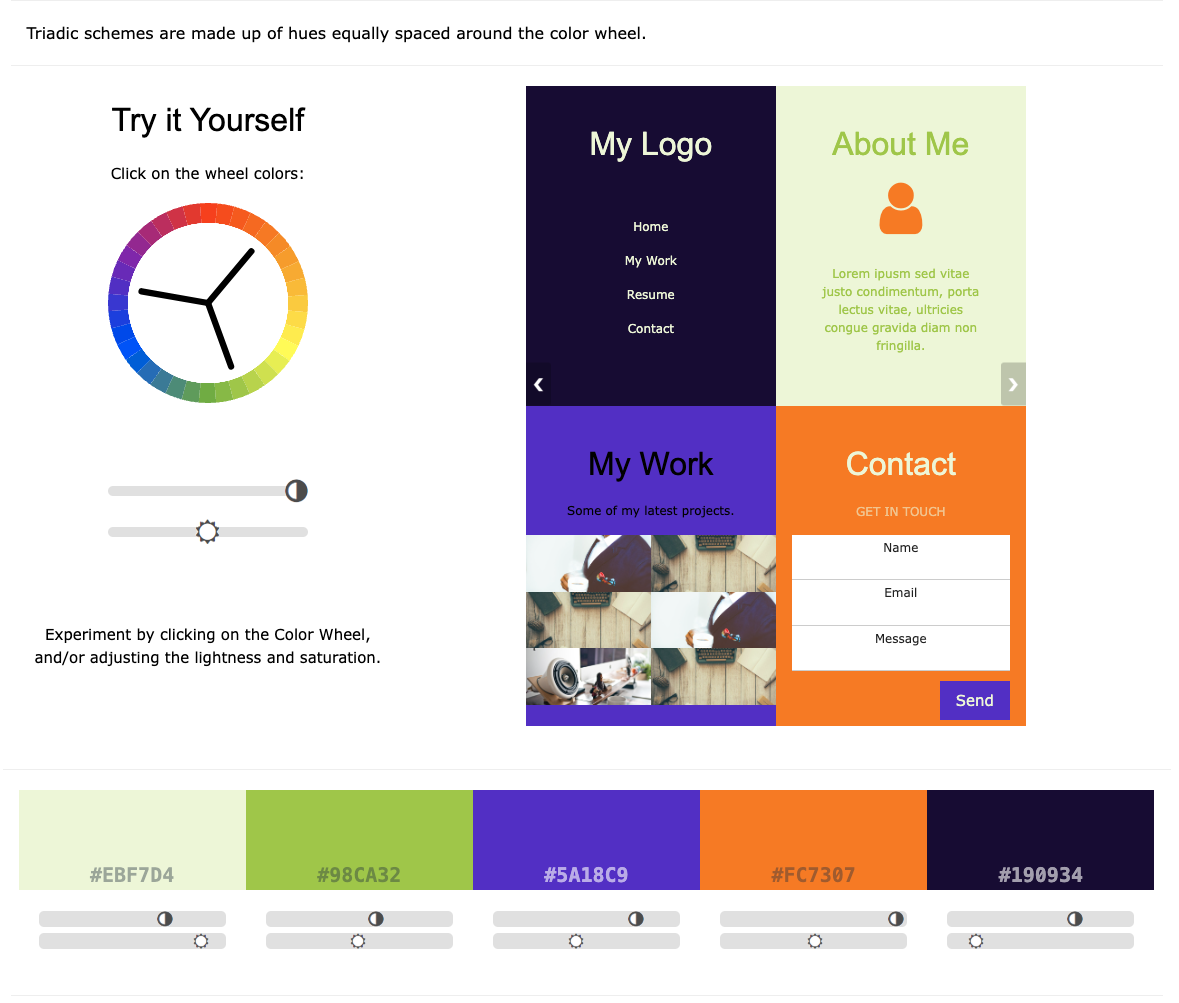 Triadic schemes are made up of hues equally spaced around the color wheel.
Try it Yourself
Click on the wheel colors:
Experiment by clicking on the Color Wheel,
and/or adjusting the lightness and saturation.
My Logo
Home
My Work
Resume
Contact
❮
About Me
Lorem ipusm sed vitae
justo condimentum, porta
lectus vitae, ultricies
congue gravida diam non
fringilla.
❯
My Work
Some of my latest projects.
Contact
GET IN TOUCH
Name
Email
Message
Send
#EBF7D4
#98CA32
#5A18C9
#FC7307
#190934